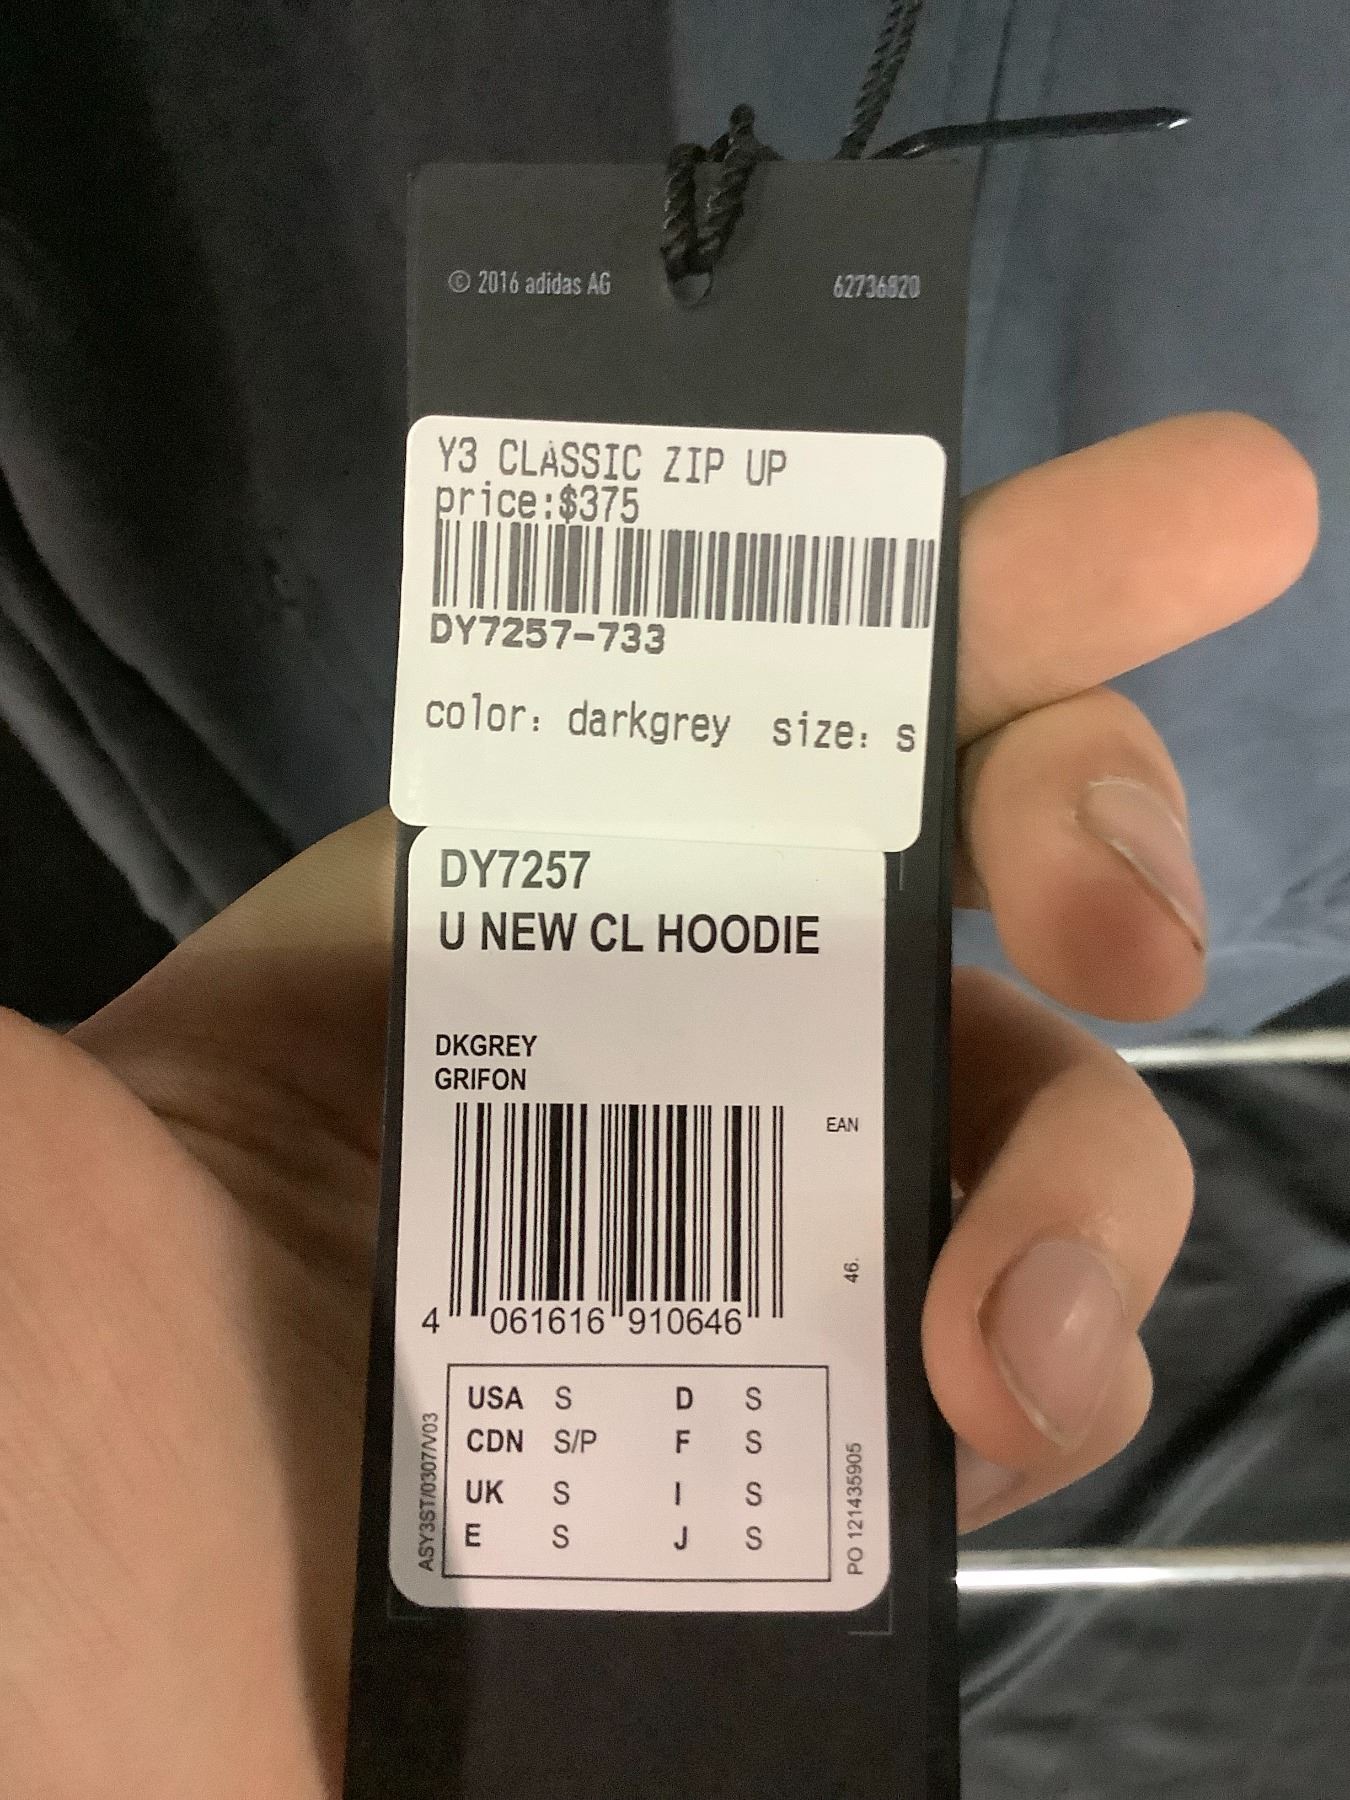 © 2016 adidas AG 62736820
Y3 CLASSIC ZIP UP
price:$375
DY7257-733
color: darkgrey size: s
DY7257
U NEW CL HOODIE
DKGREY
GRIFON
EAN
46.
4 061616 910646
USA S D S
CDN S/P F S
UK S I S
E S J S
ASY3ST/0307/V03
PO 121435905